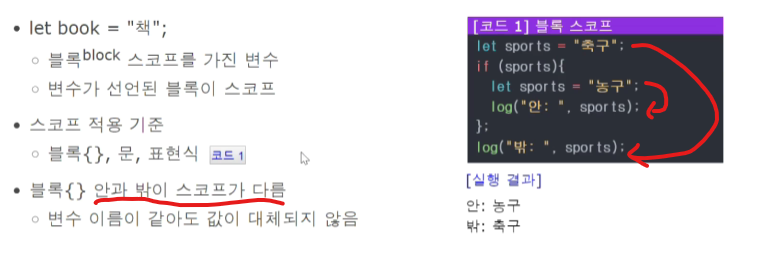 let book = "책";
블록block 스코프를 가진 변수
변수가 선언된 블록이 스코프
스코프 적용 기준
블록{}, 문, 표현식 코드 1
블록{} 안과 밖이 스코프가 다름
변수 이름이 같아도 값이 대체되지 않음
[코드 1] 블록 스코프
let sports = "축구";
if (sports){
let sports = "농구";
log("안: ", sports);
};
log("밖: ", sports);
[실행 결과]
안: 농구
밖: 축구